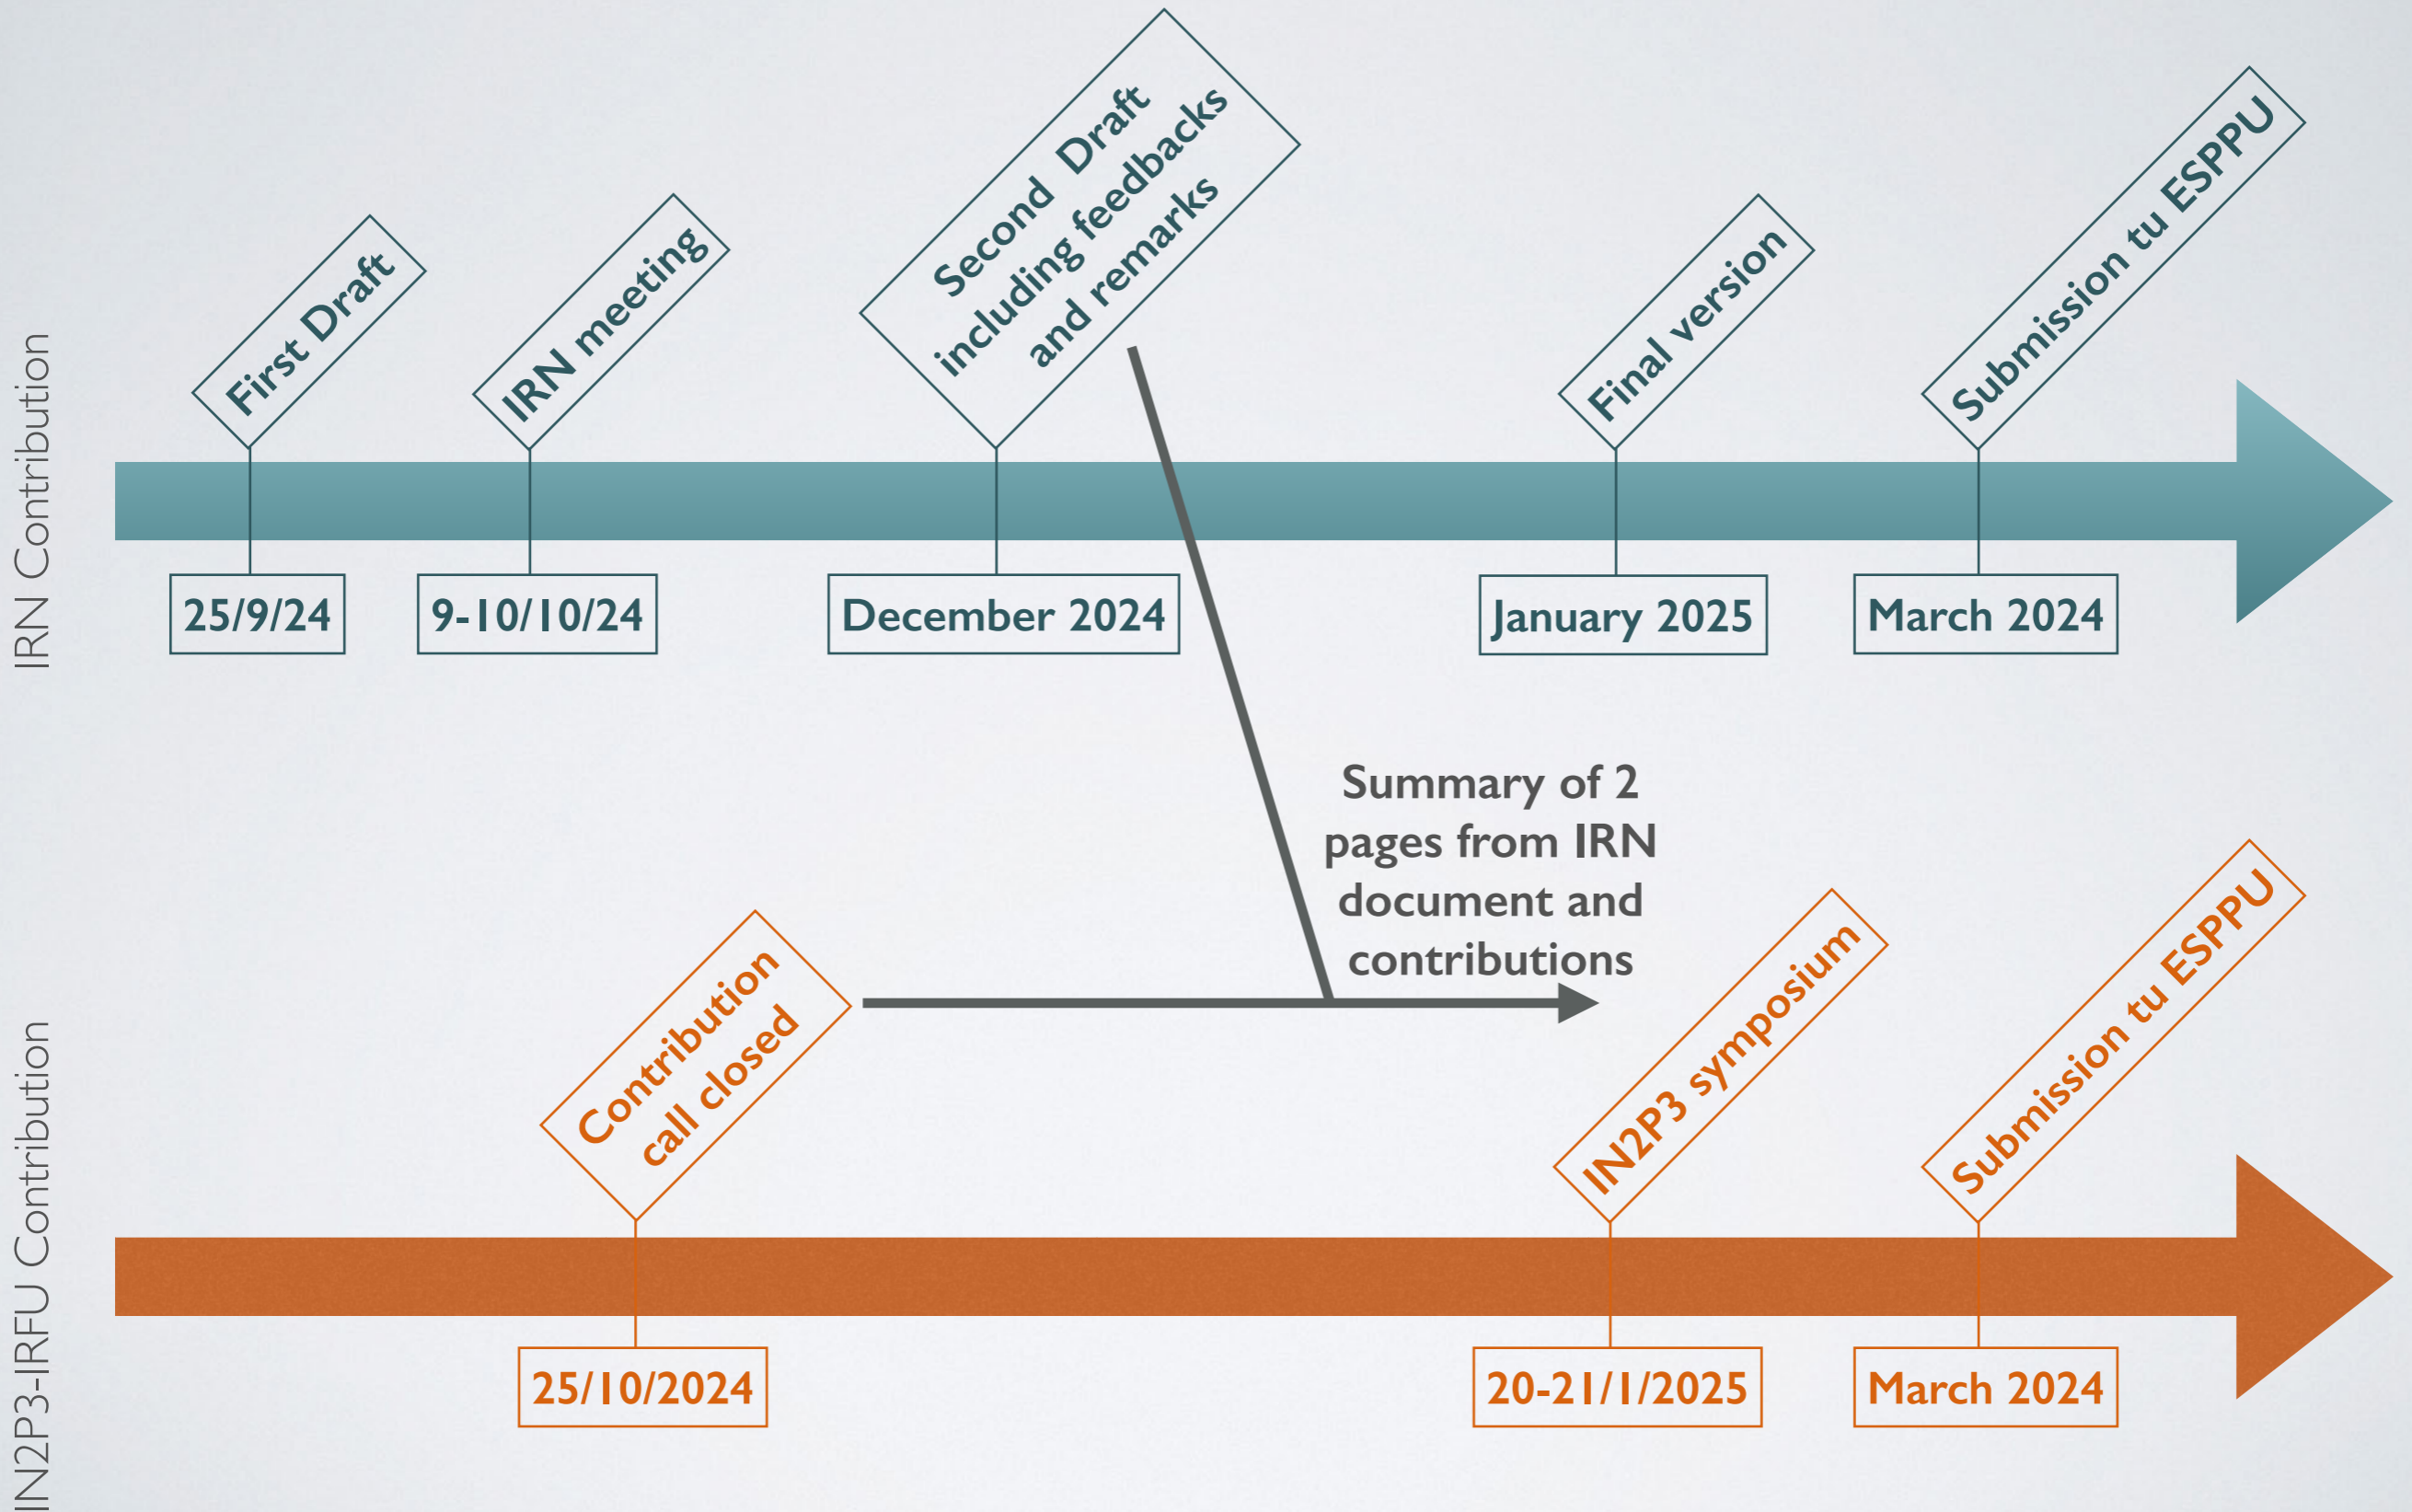 IRN Contribution
First Draft
IRN meeting
Second Draft
including feedbacks
and remarks
Final version
Submission tu ESPPU
25/9/24
9-10/10/24
December 2024
January 2025
March 2024
Summary of 2
pages from IRN
document and
contributions
IN2P3-IRFU Contribution
Contribution
call closed
IN2P3 symposium
Submission tu ESPPU
25/10/2024
20-21/1/2025
March 2024